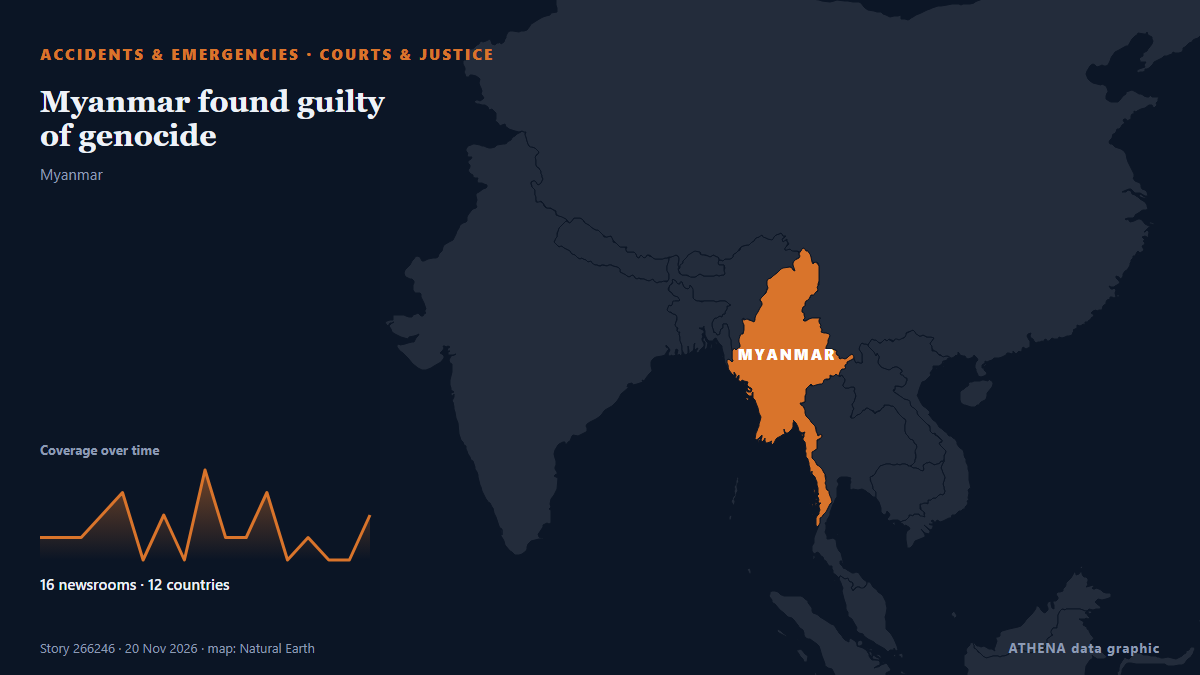 ACCIDENTS & EMERGENCIES · COURTS & JUSTICE
Myanmar found guilty
of genocide
Myanmar
MYANMAR
Coverage over time
16 newsrooms · 12 countries
Story 266246 · 20 Nov 2026 · map: Natural Earth
ATHENA data graphic